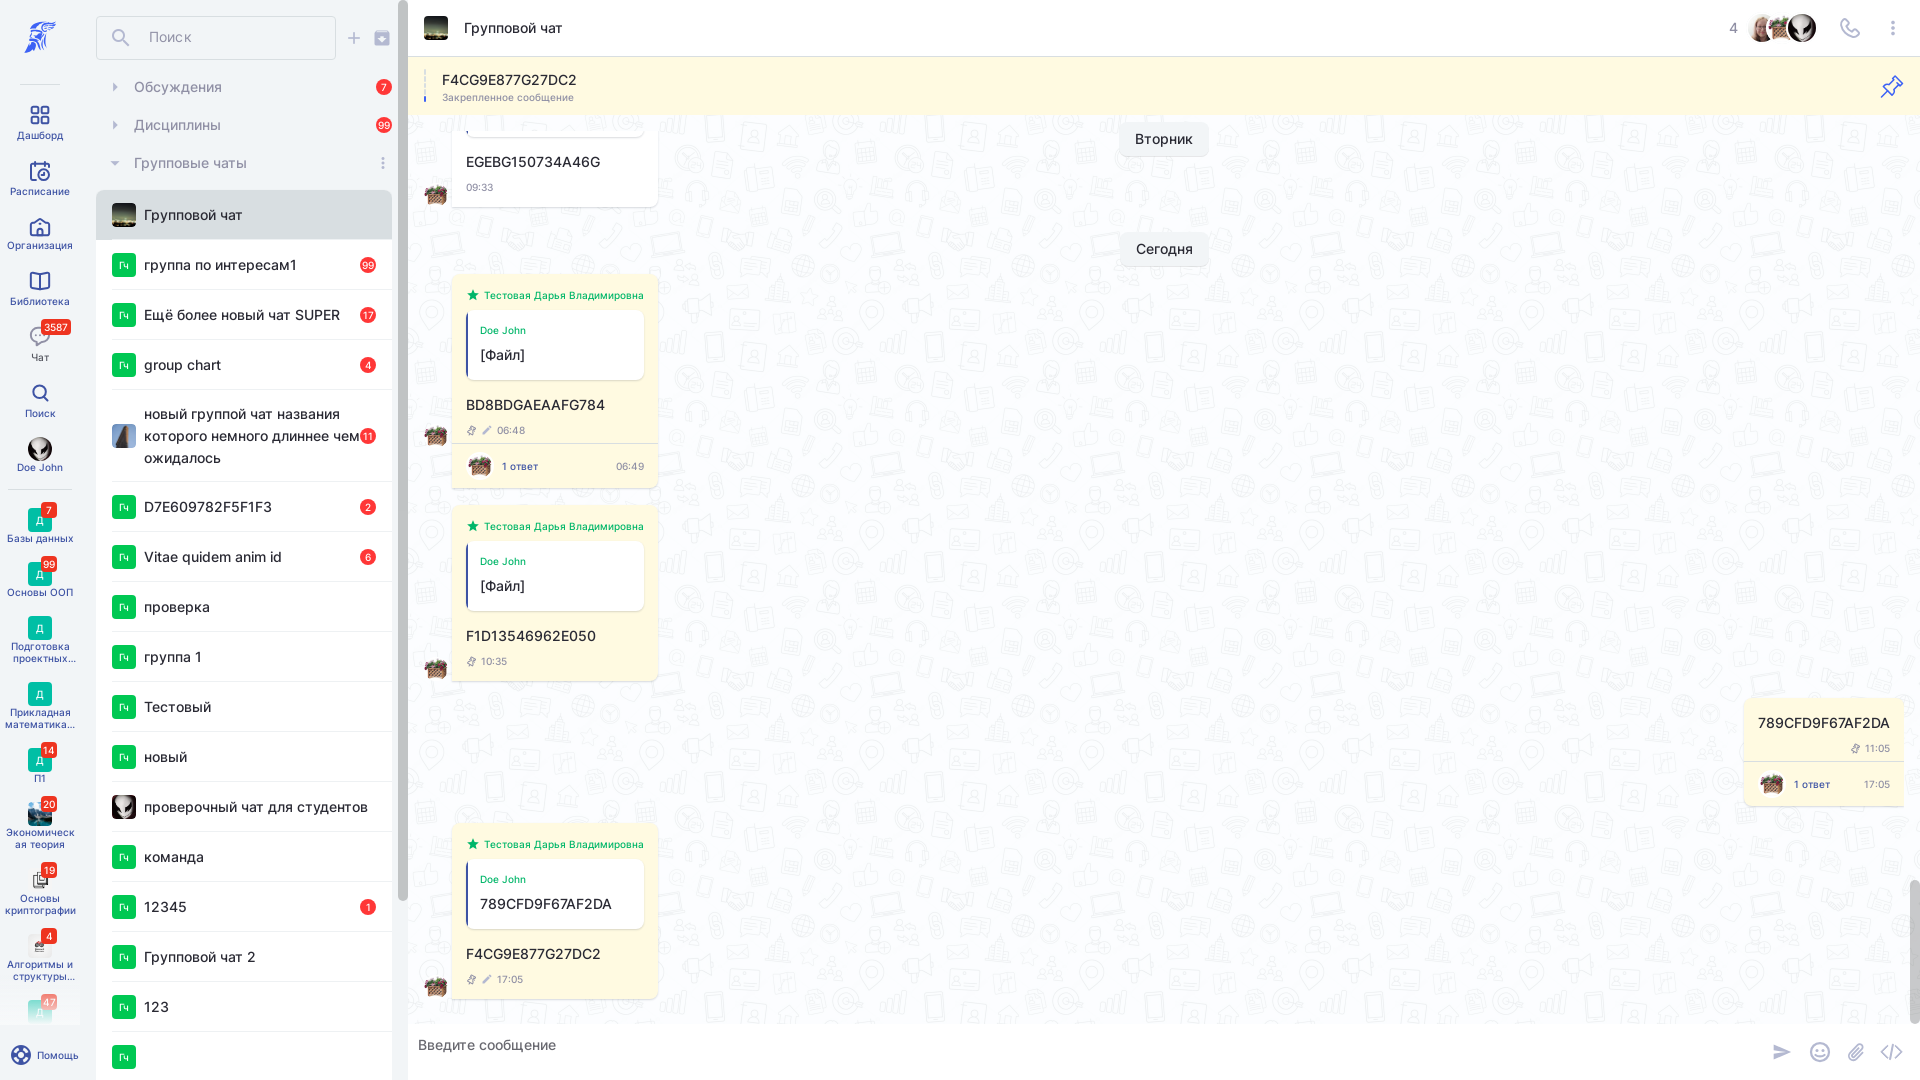 Дашборд
Расписание
Организация
Библиотека
3587
Чат
Поиск
Doe John
7
Д
Базы данных
99
Д
Основы ООП
Д
Подготовка
проектных...
Д
Прикладная
математика...
14
Д
П1
20
Экономическ
ая теория
19
Основы
криптографии
4
Алгоритмы и
структуры...
47
Д
Помощь
Поиск
Обсуждения
7
Дисциплины
99
Групповые чаты
Групповой чат
Гч
группа по интересам1
99
Гч
Ещё более новый чат SUPER
17
Гч
group chart
4
новый группой чат названия
которого немного длиннее чем
ожидалось
11
Гч
D7E609782F5F1F3
2
Гч
Vitae quidem anim id
6
Гч
проверка
Гч
группа 1
Гч
Тестовый
Гч
новый
проверочный чат для студентов
Гч
команда
Гч
12345
1
Гч
Групповой чат 2
Гч
123
Гч
Групповой чат
4
F4CG9E877G27DC2
Закрепленное сообщение
Вторник
EGEBG150734A46G
09:33
Сегодня
Тестовая Дарья Владимировна
Doe John
[Файл]
BD8BDGAEAAFG784
06:48
1 ответ
06:49
Тестовая Дарья Владимировна
Doe John
[Файл]
F1D13546962E050
10:35
789CFD9F67AF2DA
11:05
1 ответ
17:05
Тестовая Дарья Владимировна
Doe John
789CFD9F67AF2DA
F4CG9E877G27DC2
17:05
Введите сообщение